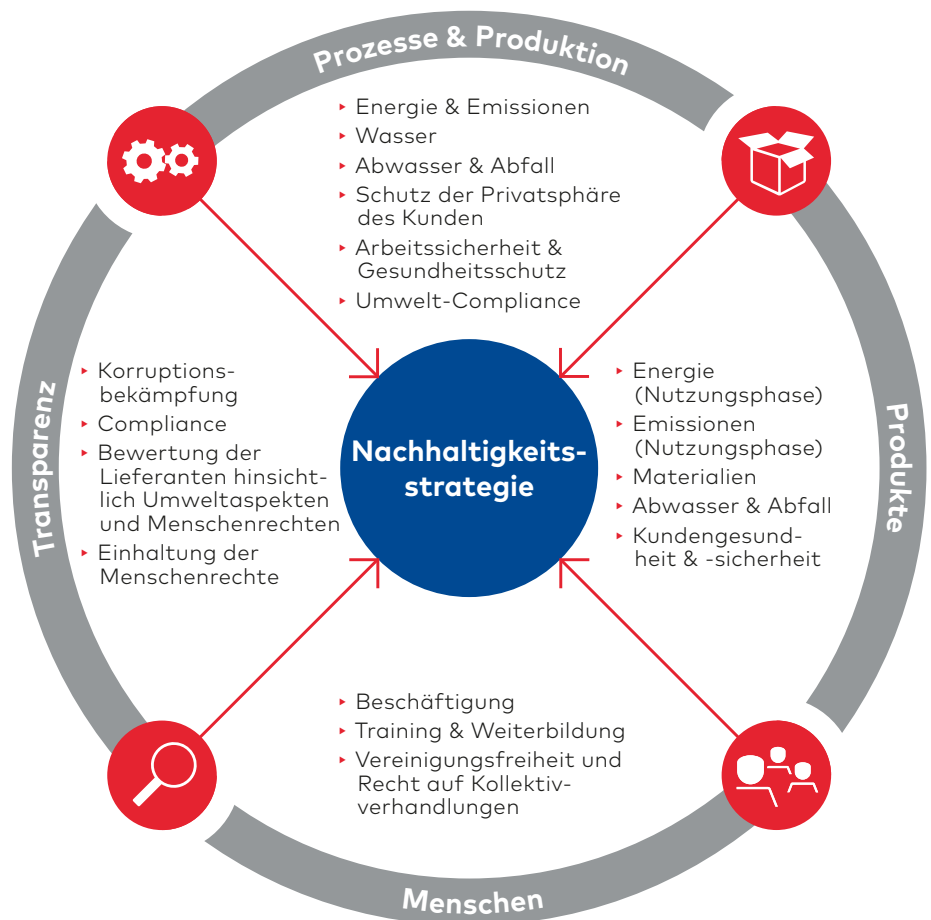 Prozesse & Produktion
▸ Energie & Emissionen
▸ Wasser
▸ Abwasser & Abfall
▸ Schutz der Privatsphäre
des Kunden
▸ Arbeitssicherheit &
Gesundheitsschutz
▸ Umwelt-Compliance
Transparenz
▸ Korruptions-
bekämpfung
▸ Compliance
▸ Bewertung der
Lieferanten hinsicht-
lich Umweltaspekten
und Menschenrechten
▸ Einhaltung der
Menschenrechte
Nachhaltigkeits-
strategie
▸ Energie
(Nutzungsphase)
▸ Emissionen
(Nutzungsphase)
▸ Materialien
▸ Abwasser & Abfall
▸ Kundengesund-
heit & -sicherheit
Produkte
▸ Beschäftigung
▸ Training & Weiterbildung
▸ Vereinigungsfreiheit und
Recht auf Kollektiv-
verhandlungen
Menschen